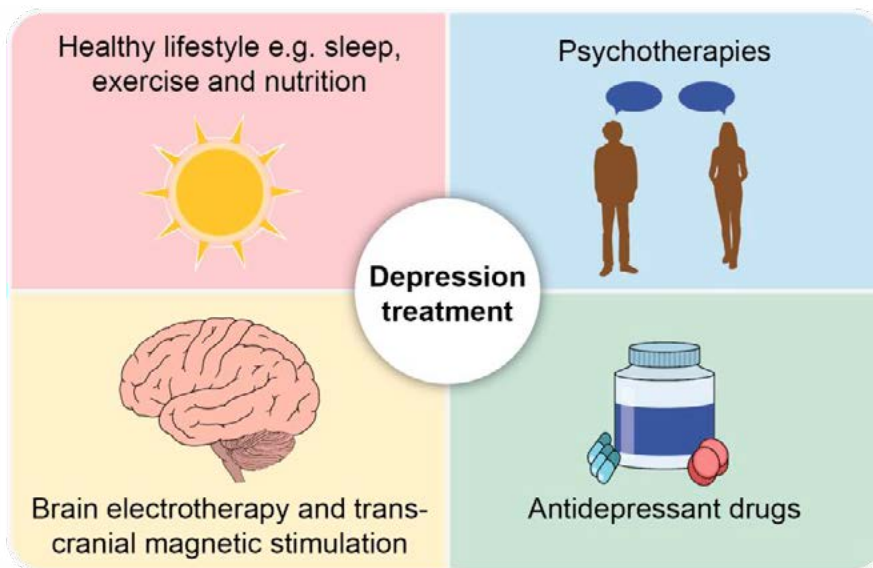 Healthy lifestyle e.g. sleep,
exercise and nutrition
Psychotherapies
Depression
treatment
Brain electrotherapy and trans-
cranial magnetic stimulation
Antidepressant drugs